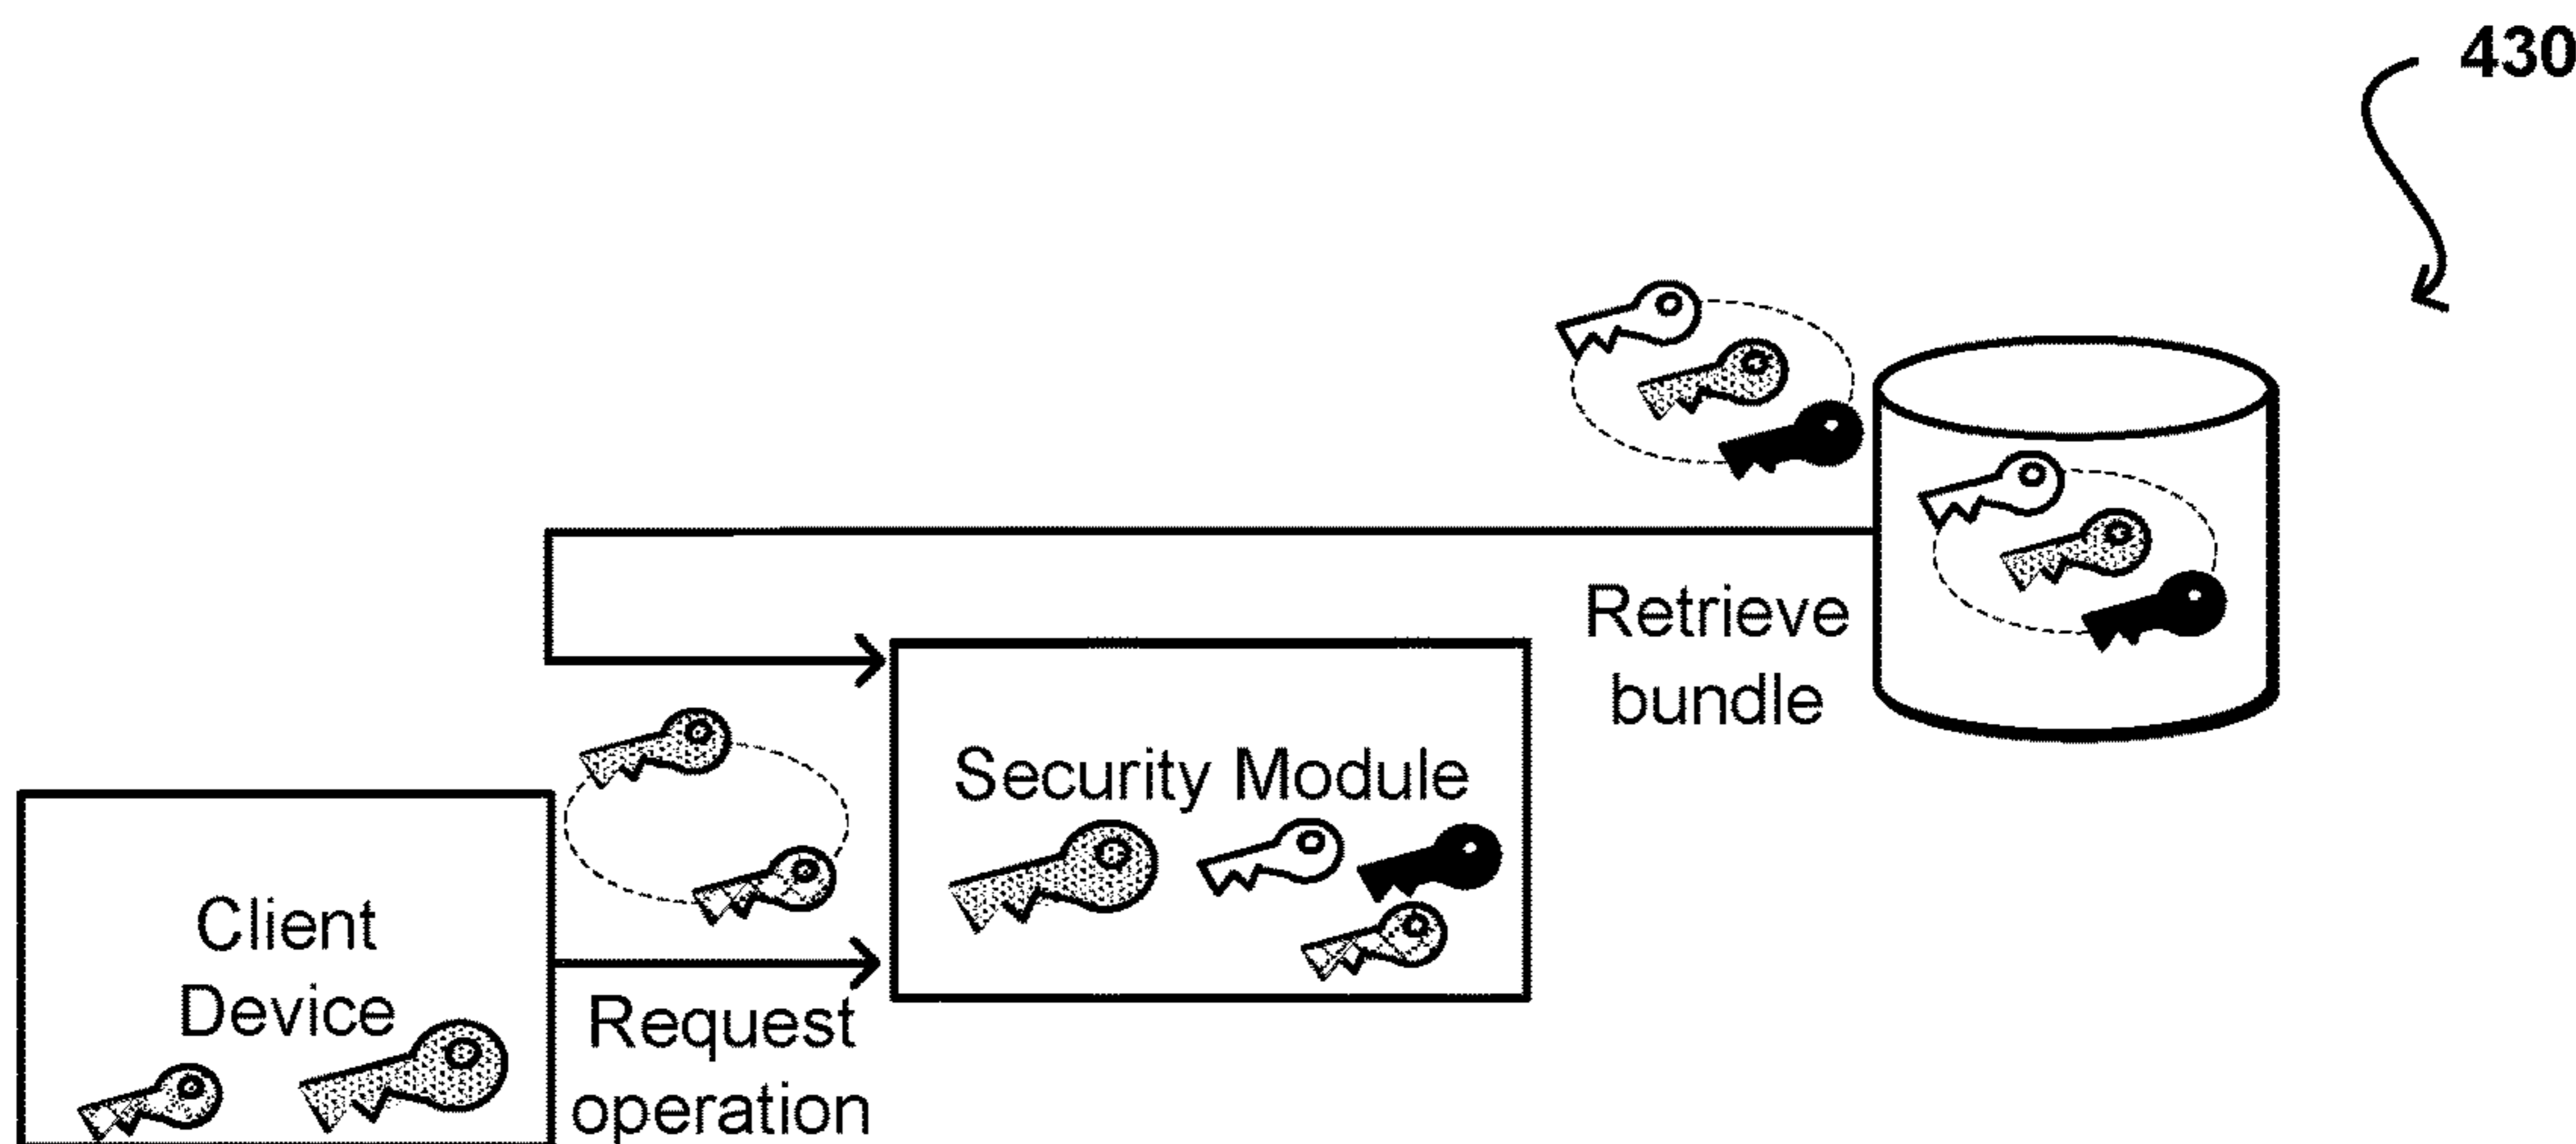 430
Retrieve
bundle
Security Module
Client
Device
Request
operation